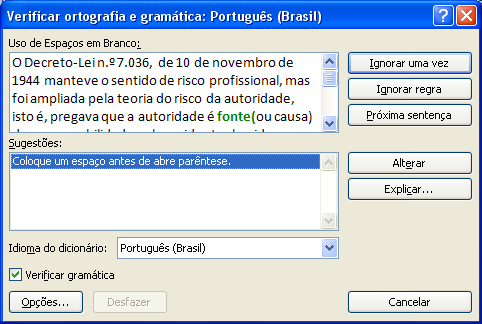 Verificar ortografia e gramática: Português (Brasil)
Uso de Espaços em Branco:
O Decreto-Lei n.º 7.036, de 10 de novembro de
1944 manteve o sentido de risco profissional, mas
foi ampliada pela teoria do risco da autoridade,
isto é, pregava que a autoridade é fonte(ou causa)
Ignorar uma vez
Ignorar regra
Próxima sentença
Sugestões:
Coloque um espaço antes de abre parêntese.
Alterar
Explicar...
Idioma do dicionário:
Português (Brasil)
Verificar gramática
Opções...
Desfazer
Cancelar